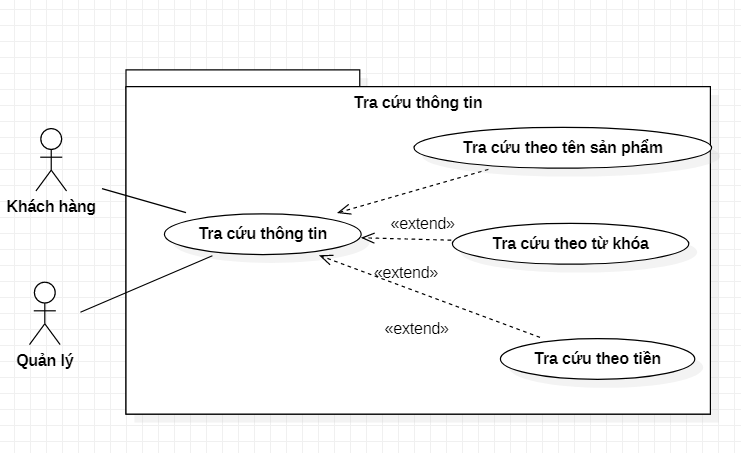 Tra cứu thông tin
Tra cứu theo tên sản phẩm
Khách hàng
Tra cứu thông tin
«extend»
Tra cứu theo từ khóa
«extend»
«extend»
Quản lý
Tra cứu theo tiền